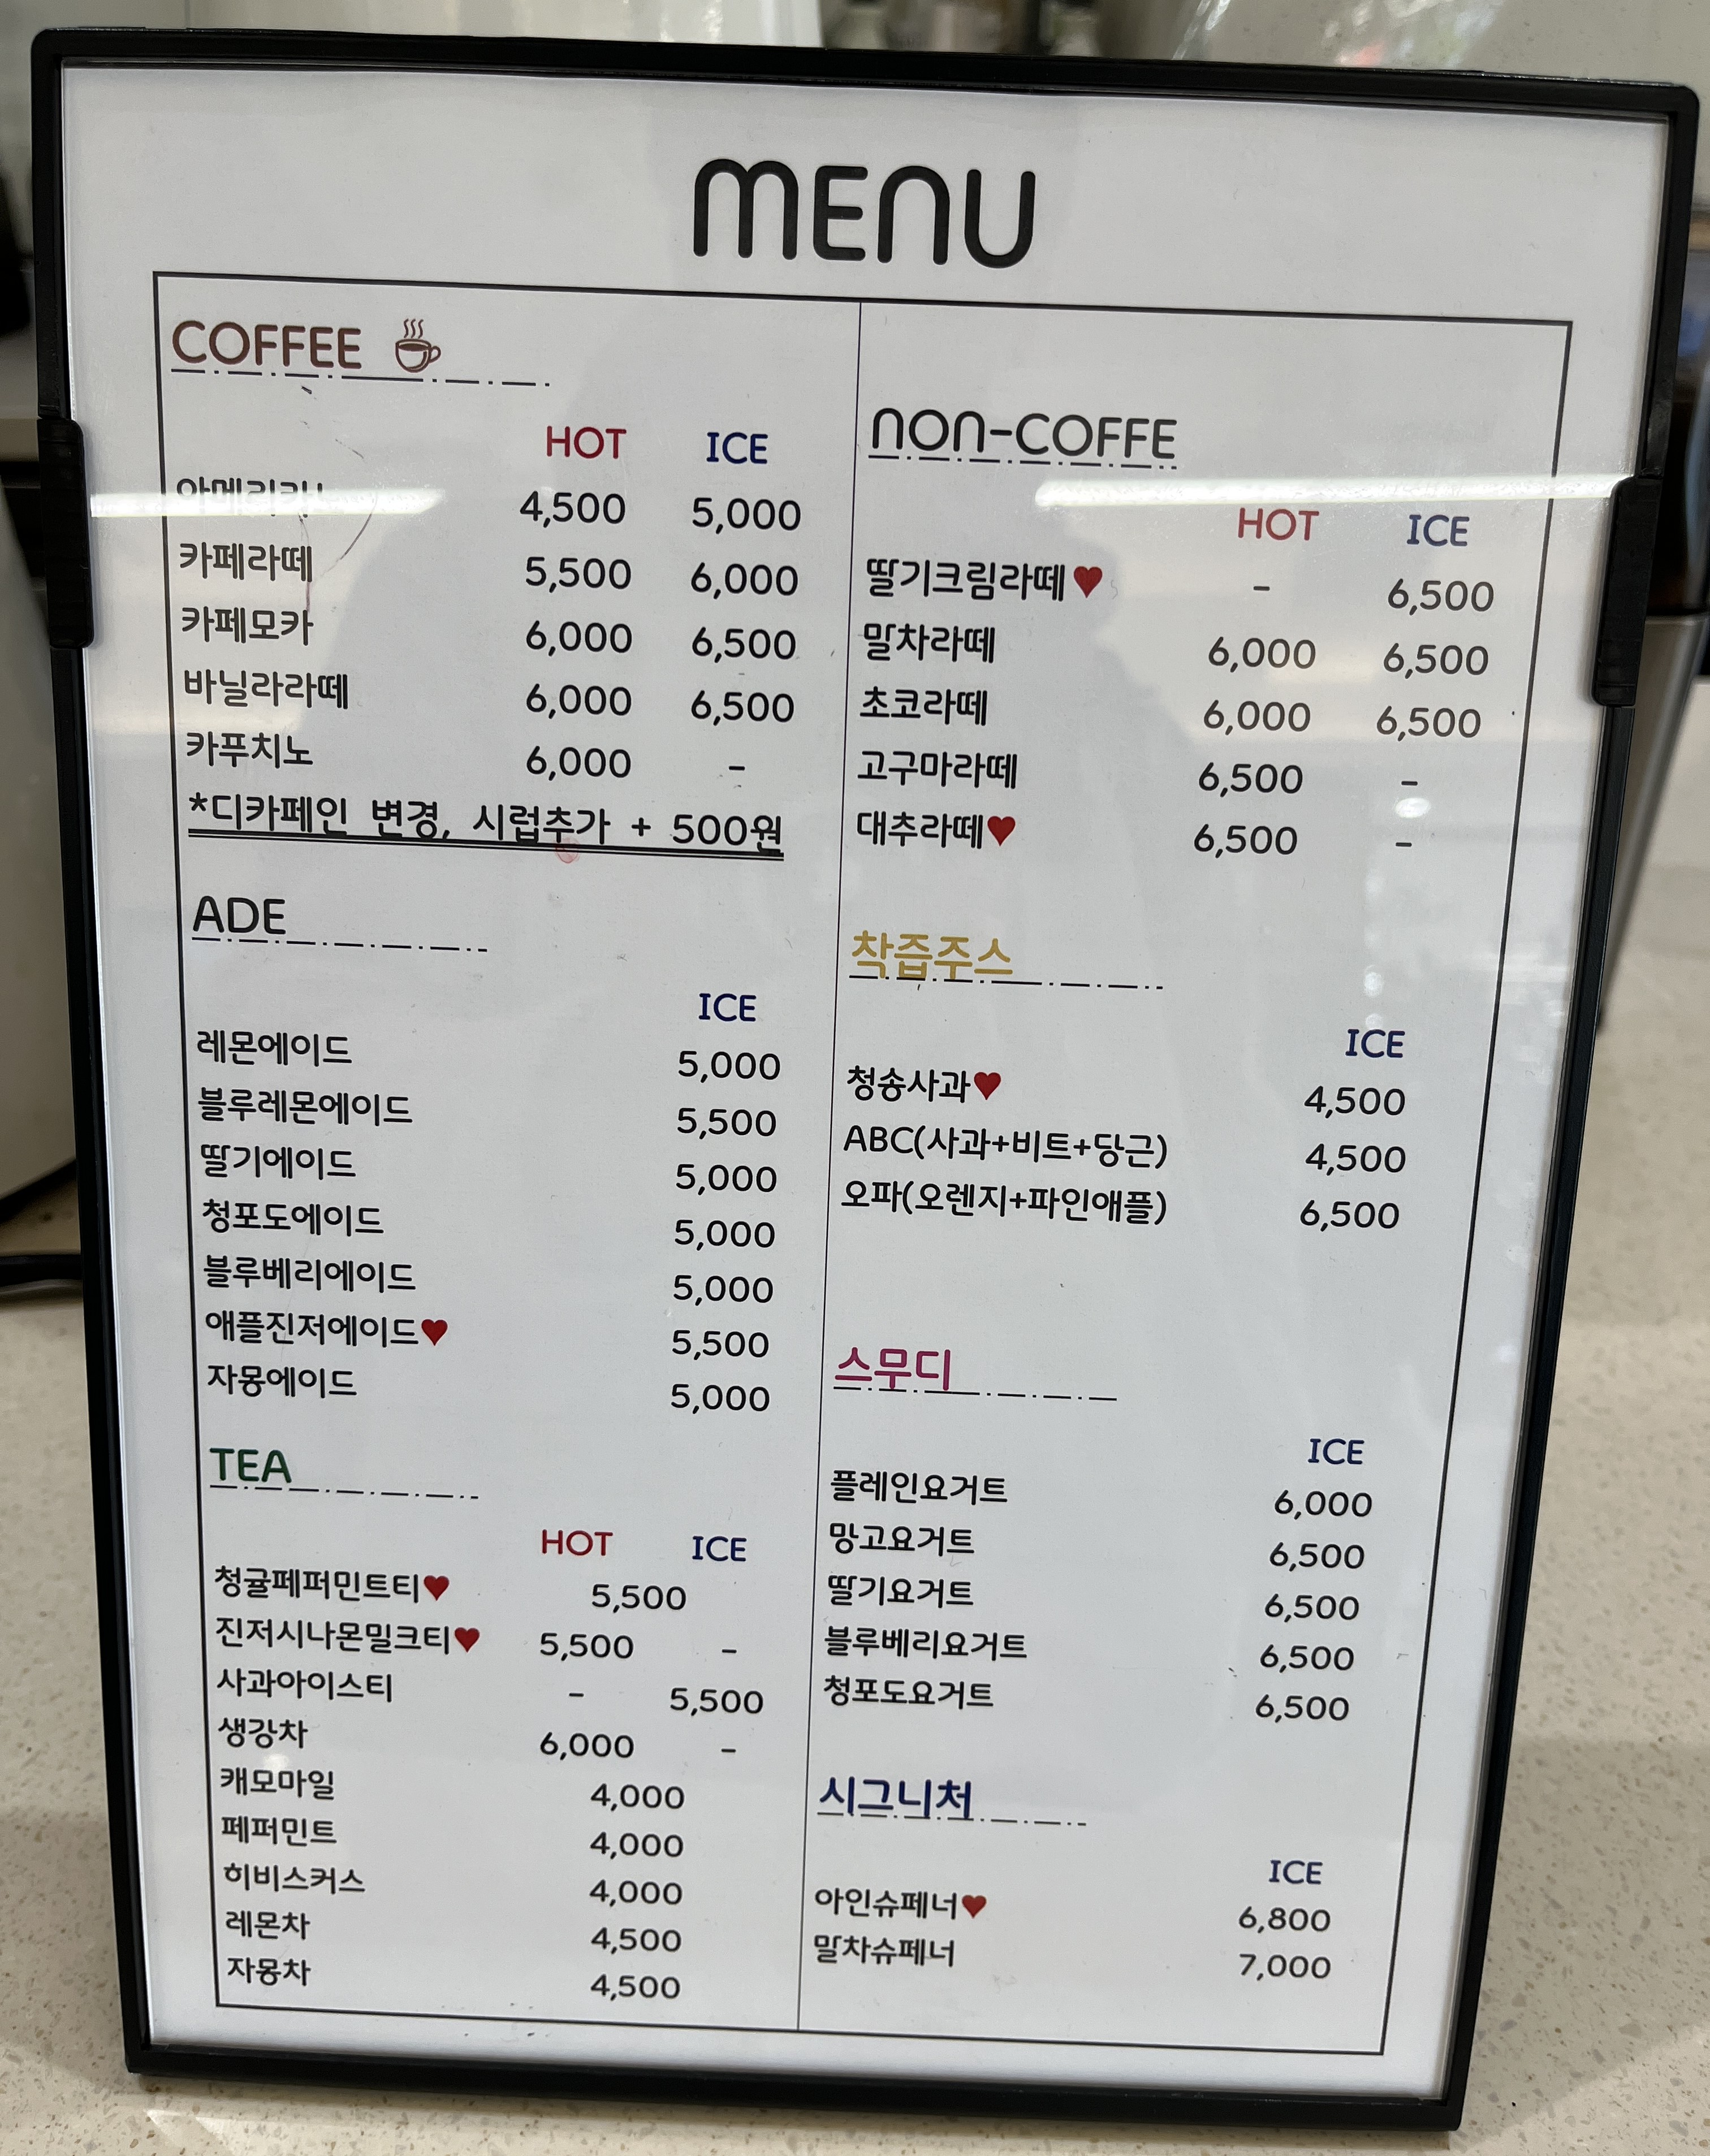 MENU
COFFEE
HOT ICE
아메리카노 4,500 5,000
카페라떼 5,500 6,000
카페모카 6,000 6,500
바닐라라떼 6,000 6,500
카푸치노 6,000 -
*디카페인 변경, 시럽추가 + 500원
ADE
ICE
레몬에이드 5,000
블루레몬에이드 5,500
딸기에이드 5,000
청포도에이드 5,000
블루베리에이드 5,000
애플진저에이드♥ 5,500
자몽에이드 5,000
TEA
HOT ICE
청귤페퍼민트티♥ 5,500
진저시나몬밀크티♥ 5,500 -
사과아이스티 - 5,500
생강차 6,000 -
캐모마일 4,000
페퍼민트 4,000
히비스커스 4,000
레몬차 4,500
자몽차 4,500
NON-COFFE
HOT ICE
딸기크림라떼♥ - 6,500
말차라떼 6,000 6,500
초코라떼 6,000 6,500
고구마라떼 6,500 -
대추라떼♥ 6,500 -
착즙주스
ICE
청송사과♥ 4,500
ABC(사과+비트+당근) 4,500
오파(오렌지+파인애플) 6,500
스무디
ICE
플레인요거트 6,000
망고요거트 6,500
딸기요거트 6,500
블루베리요거트 6,500
청포도요거트 6,500
시그니처
ICE
아인슈페너♥ 6,800
말차슈페너 7,000